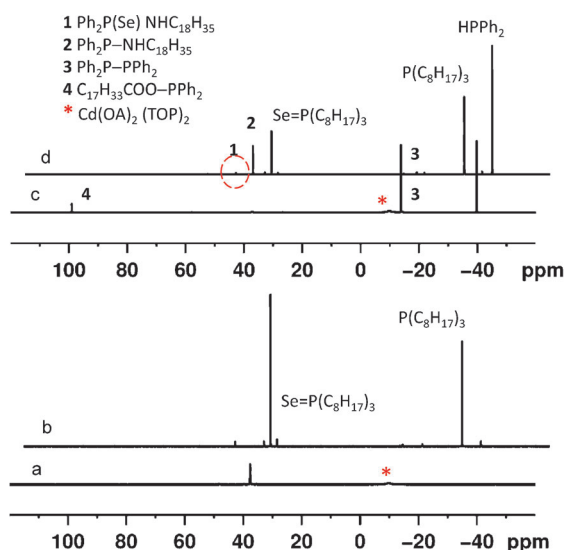 1 Ph₂P(Se) NHC₁₈H₃₅
2 Ph₂P–NHC₁₈H₃₅
3 Ph₂P–PPh₂
4 C₁₇H₃₃COO–PPh₂
* Cd(OA)₂ (TOP)₂
HPPh₂
P(C₈H₁₇)₃
Se=P(C₈H₁₇)₃
2
1
3
d
c
4
*
3
100 80 60 40 20 0 −20 −40 ppm
P(C₈H₁₇)₃
Se=P(C₈H₁₇)₃
b
a
*
100 80 60 40 20 0 −20 −40 ppm